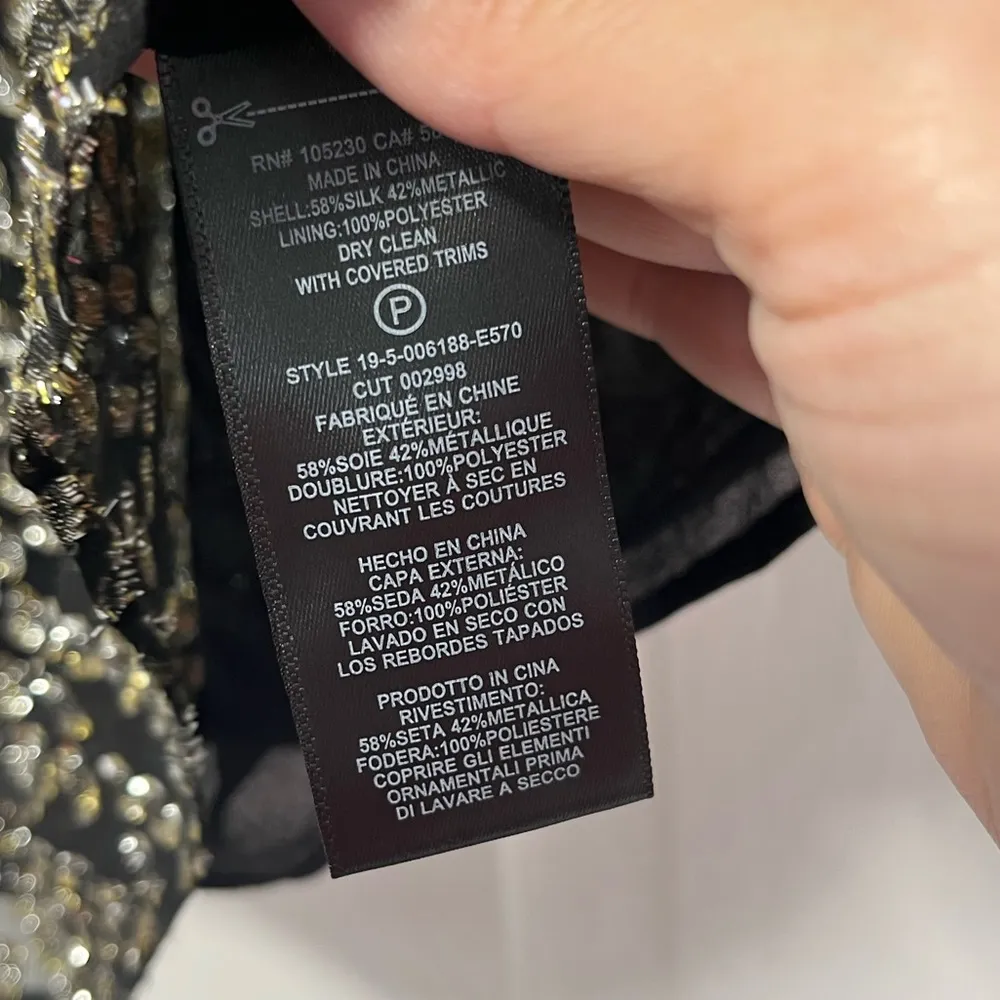 RN# 105230 CA#
MADE IN CHINA
SHELL:58%SILK 42%METALLIC
LINING:100%POLYESTER
DRY CLEAN
WITH COVERED TRIMS
P
STYLE 19-5-006188-E570
CUT 002998
FABRIQUÉ EN CHINE
EXTÉRIEUR:
58%SOIE 42%MÉTALLIQUE
DOUBLURE:100%POLYESTER
NETTOYER À SEC EN
COUVRANT LES COUTURES
HECHO EN CHINA
CAPA EXTERNA:
58%SEDA 42%METÁLICO
FORRO:100%POLIÉSTER
LAVADO EN SECO CON
LOS REBORDES TAPADOS
PRODOTTO IN CINA
RIVESTIMENTO:
58%SETA 42%METALLICA
FODERA:100%POLIESTERE
COPRIRE GLI ELEMENTI
ORNAMENTALI PRIMA
DI LAVARE A SECCO